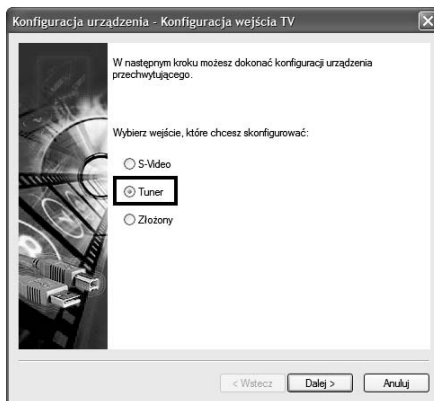 Konfiguracja urządzenia - Konfiguracja wejścia TV
W następnym kroku możesz dokonać konfiguracji urządzenia
przechwytującego.
Wybierz wejście, które chcesz skonfigurować:
S-Video
Tuner
Złożony
< Wstecz
Dalej >
Anuluj